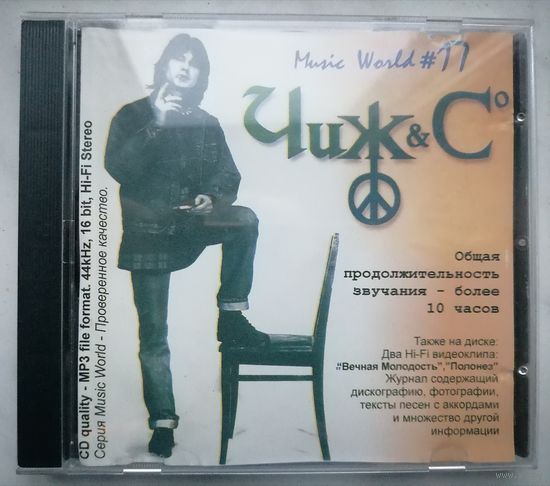 Music World #11
Чиж & Со
Общая
продолжительность
звучания - более
10 часов
Также на диске:
Два Hi-Fi видеоклипа:
"Вечная Молодость", "Полонез"
Журнал содержащий
дискографию, фотографии,
тексты песен с аккордами
и множество другой
информации
CD quality - MP3 file format. 44kHz, 16 bit, Hi-Fi Stereo
Серия Music World - Проверенное качество.